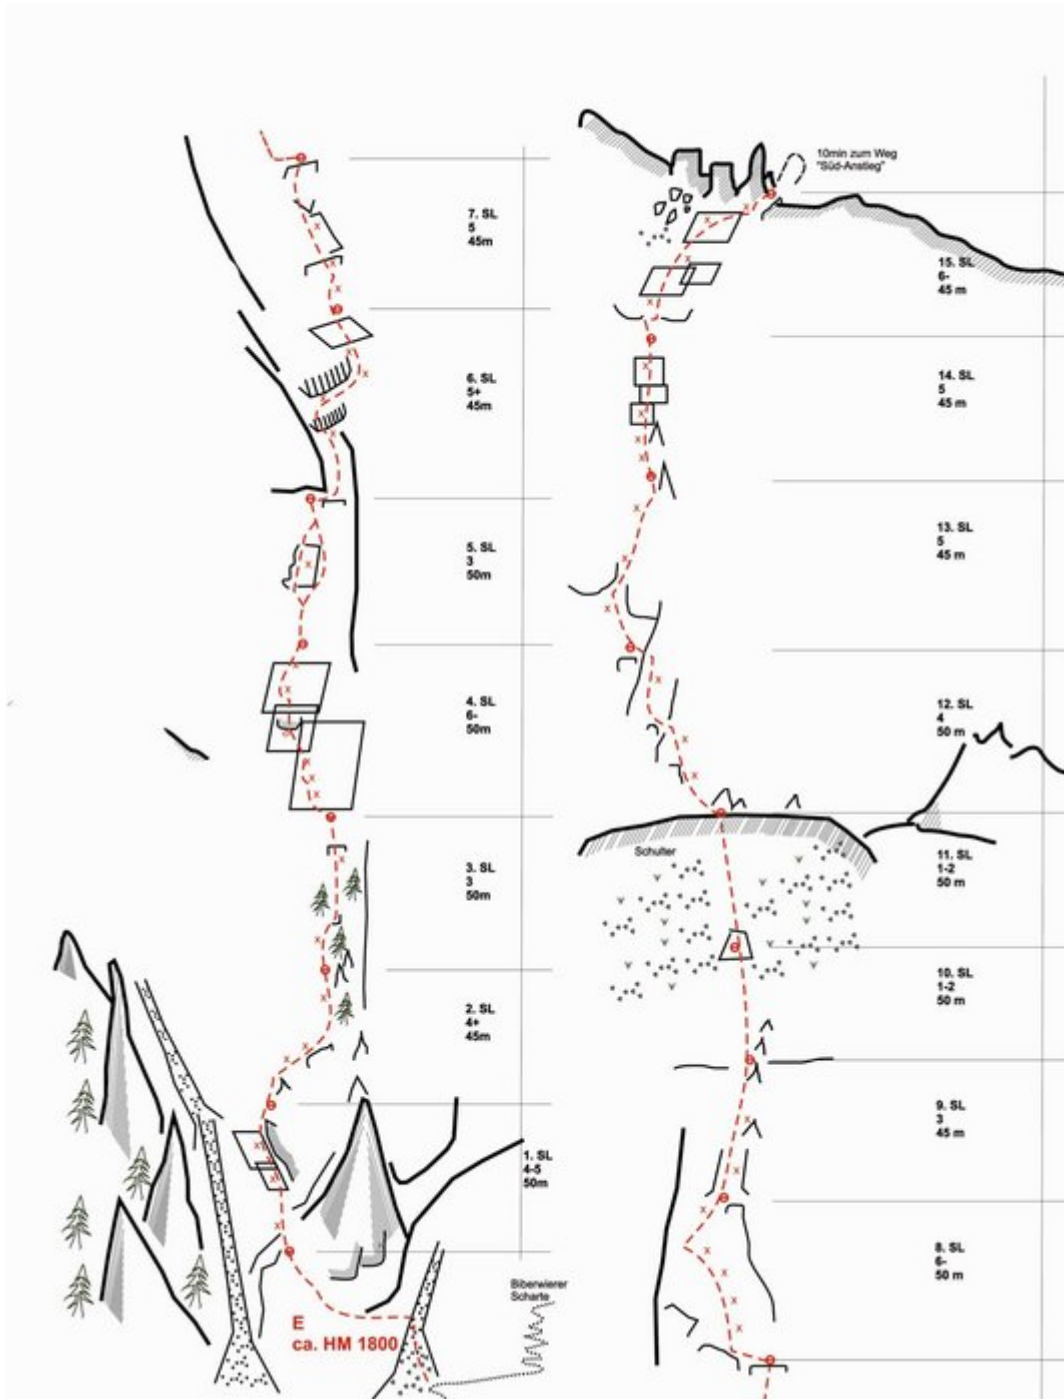 7. SL
5
45m
6. SL
5+
45m
5. SL
3
50m
4. SL
6-
50m
3. SL
3
50m
2. SL
4+
45m
1. SL
4-5
50m
E
ca. HM 1800
Biberwierer
Scharte
10min zum Weg
"Süd-Anstieg"
15. SL
6-
45 m
14. SL
5
45 m
13. SL
5
45 m
12. SL
4
50 m
Schulter
11. SL
1-2
50 m
10. SL
1-2
50 m
9. SL
3
45 m
8. SL
6-
50 m